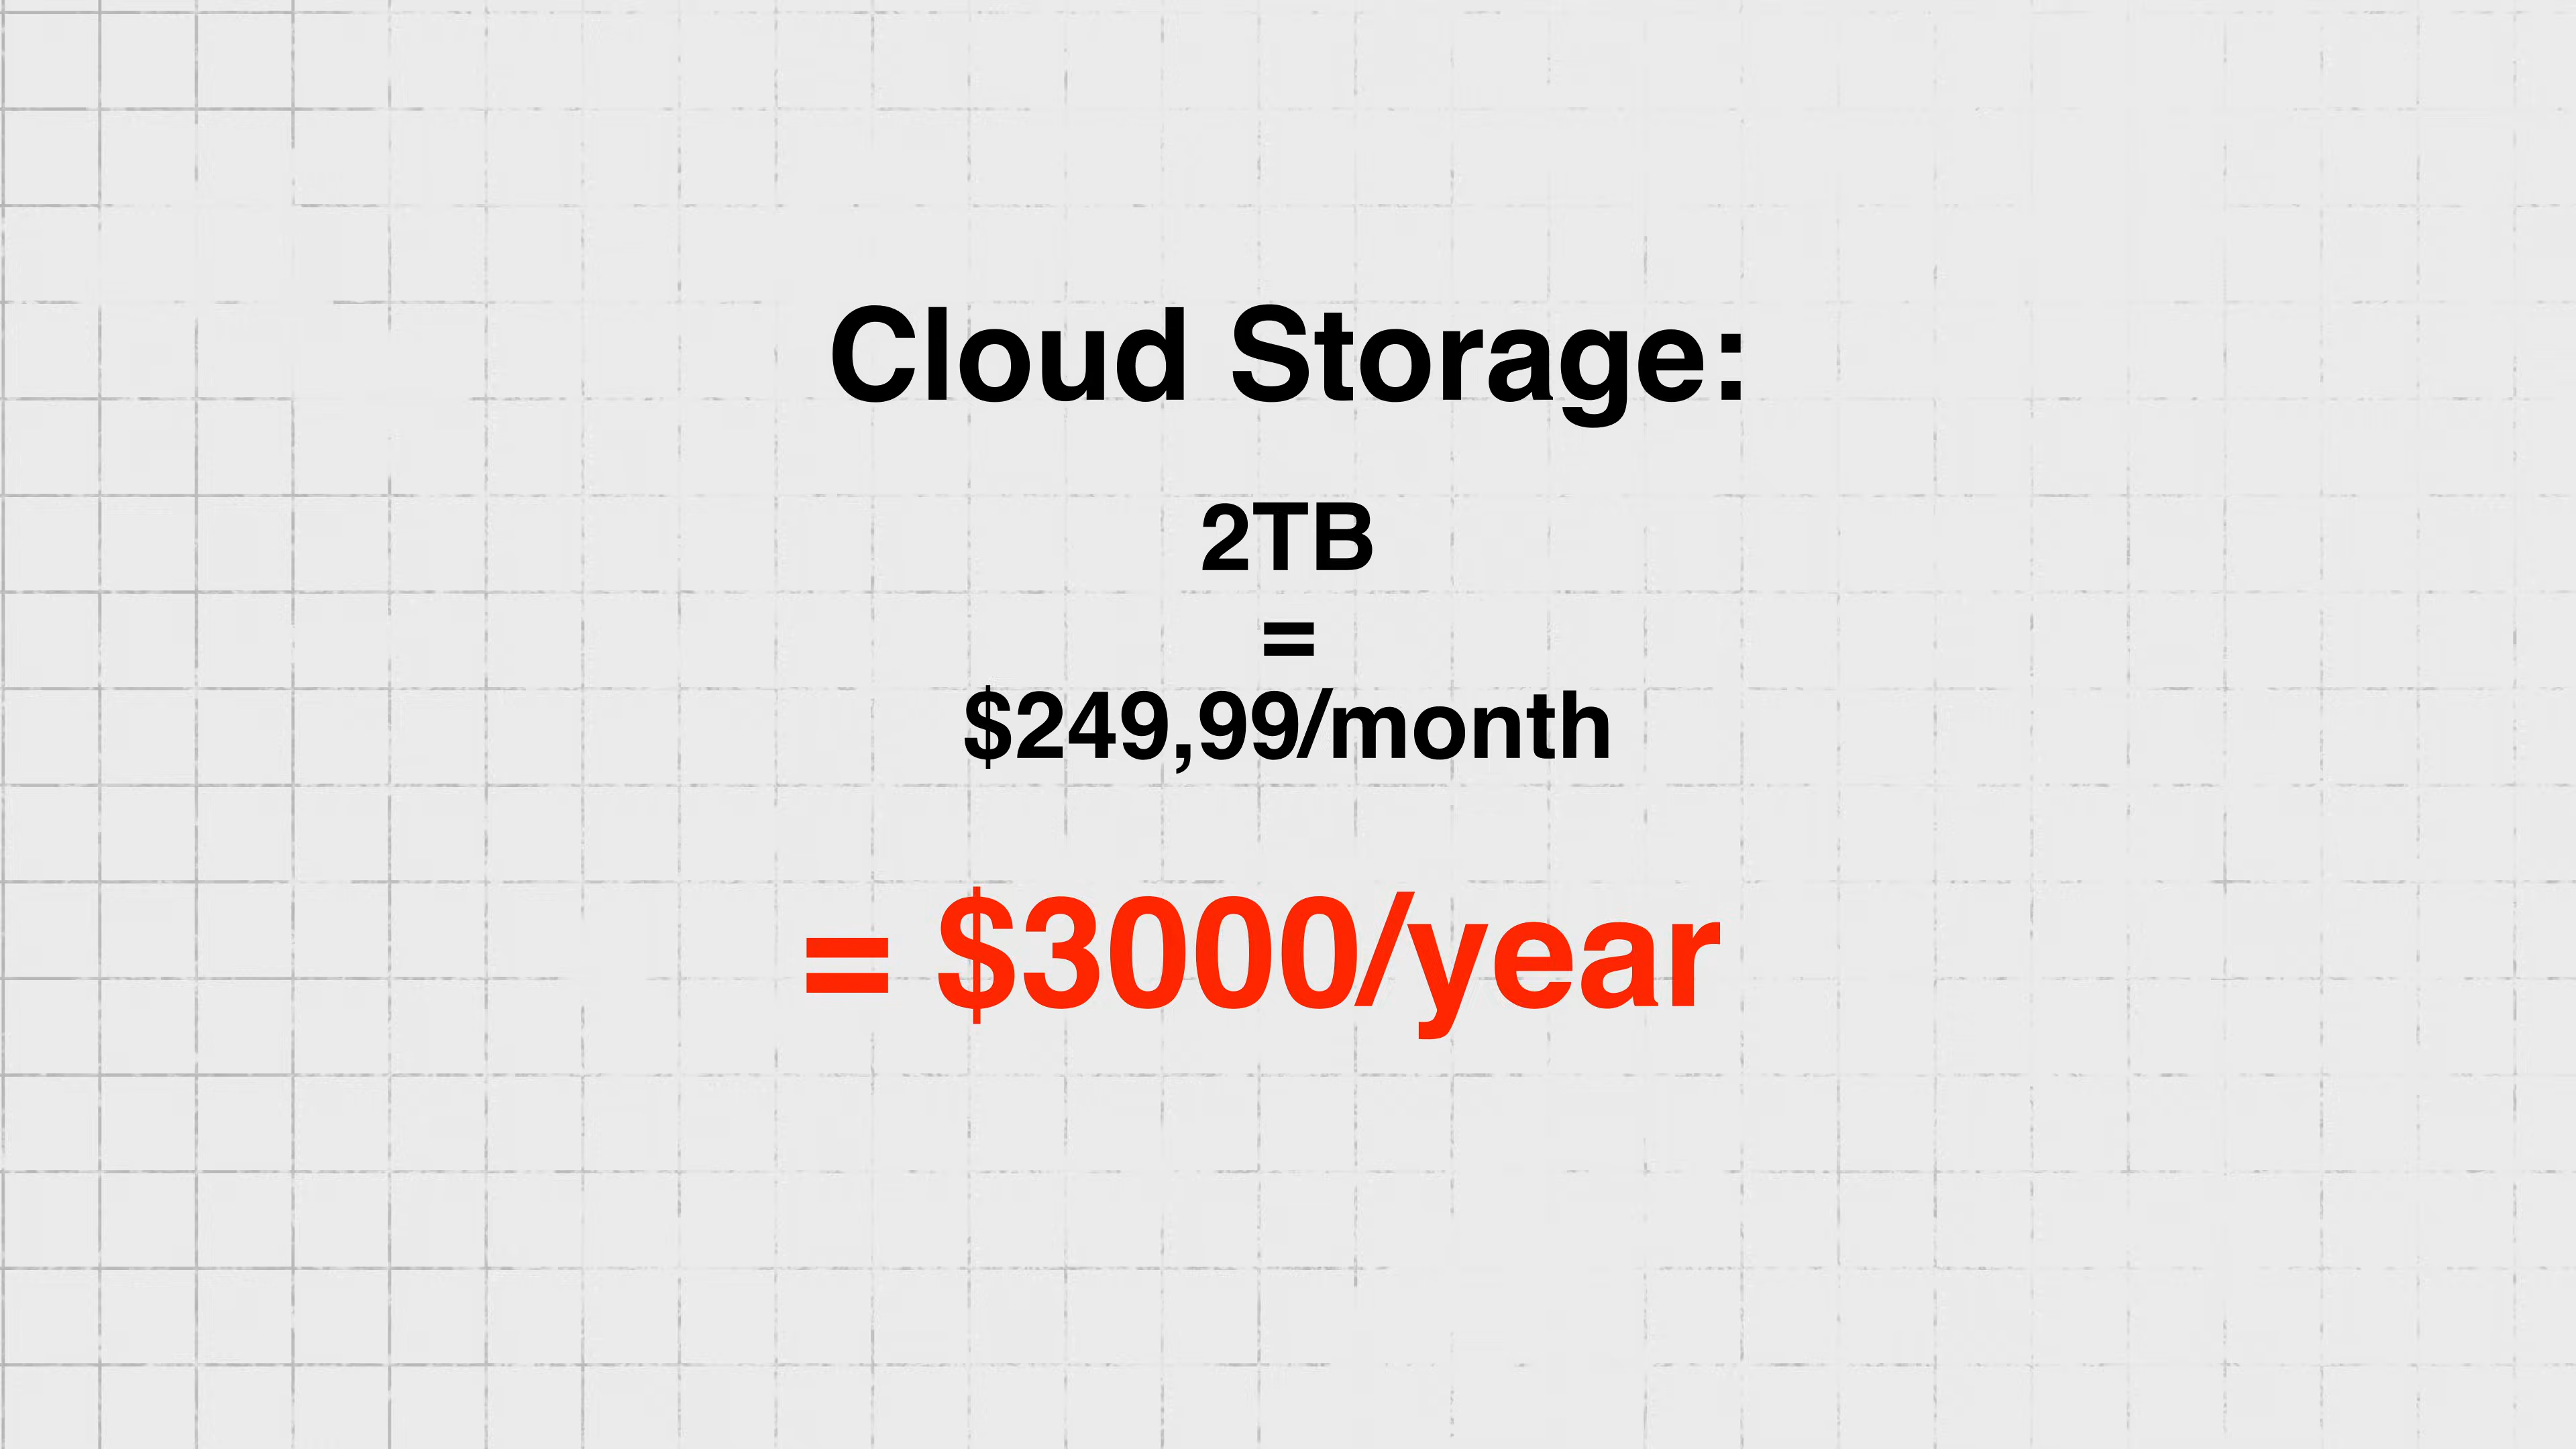 Cloud Storage:
2TB
=
$249,99/month
= $3000/year